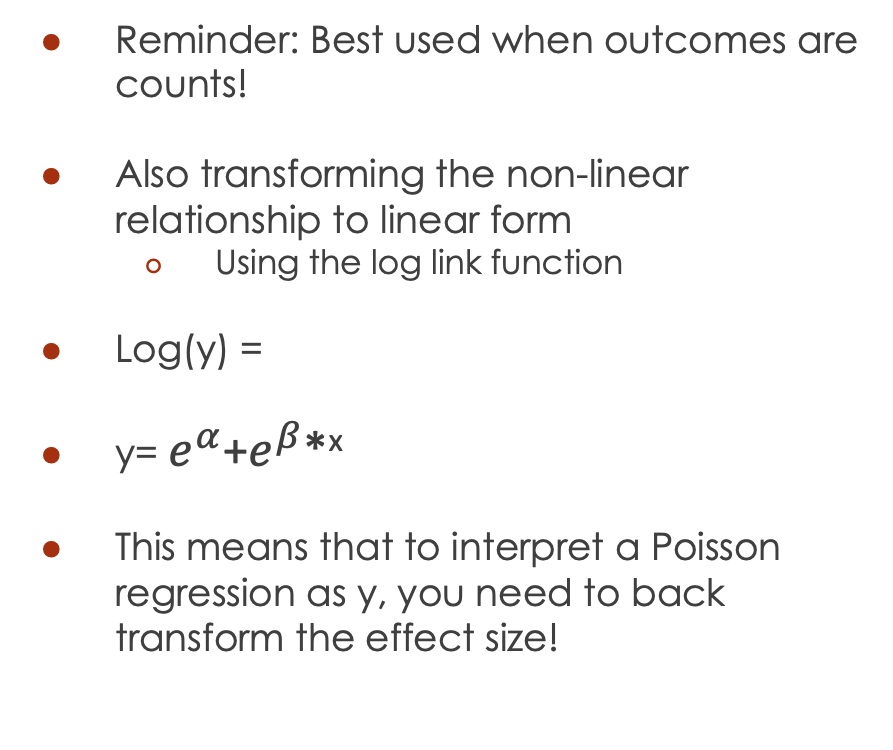 ● Reminder: Best used when outcomes are
counts!
● Also transforming the non-linear
relationship to linear form
○ Using the log link function
● Log(y) =
● y= e^α+e^β*x
● This means that to interpret a Poisson
regression as y, you need to back
transform the effect size!